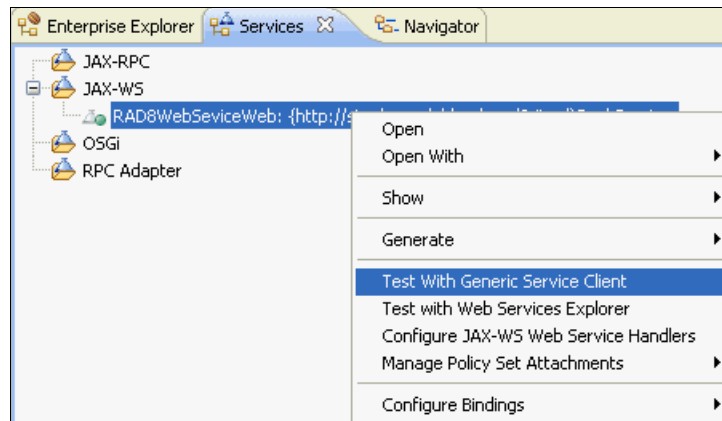 Enterprise Explorer Services Navigator
JAX-RPC
JAX-WS
RAD8WebSeviceWeb: {http://
OSGi
RPC Adapter
Open
Open With
Show
Generate
Test With Generic Service Client
Test with Web Services Explorer
Configure JAX-WS Web Service Handlers
Manage Policy Set Attachments
Configure Bindings